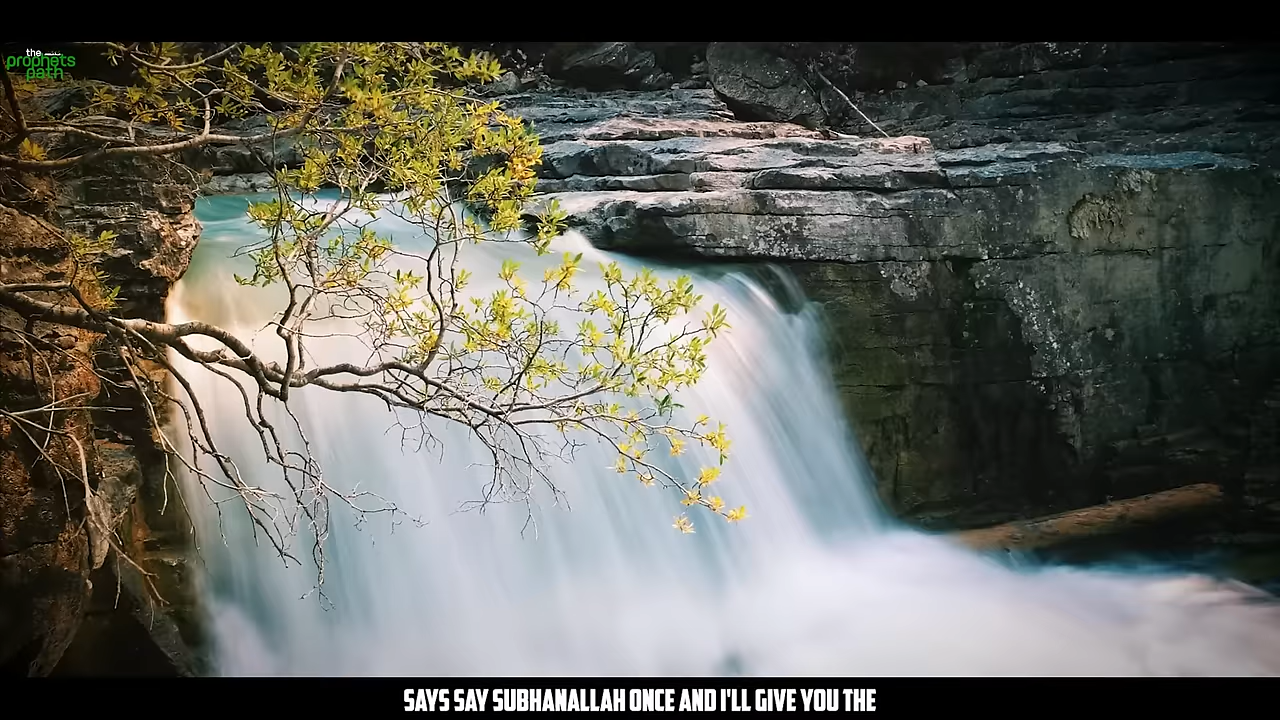 the
prophets
path
SAYS SAY SUBHANALLAH ONCE AND I'LL GIVE YOU THE